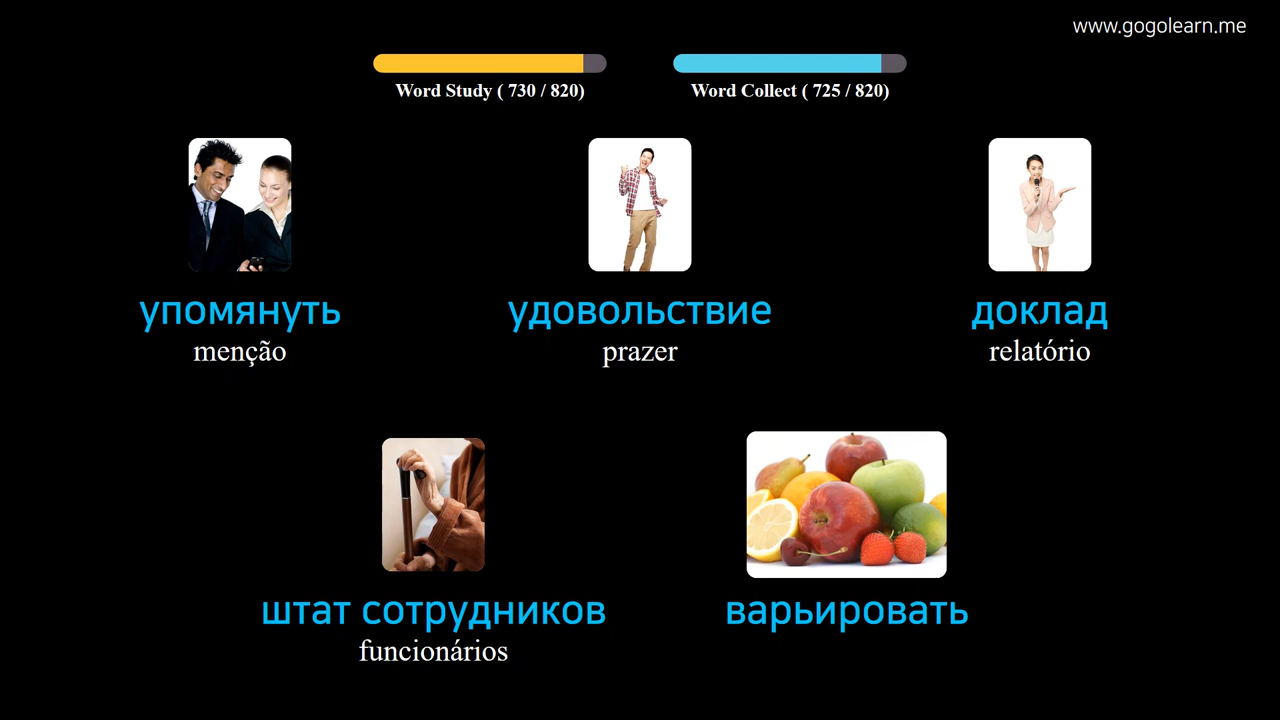 www.gogolearn.me
Word Study ( 730 / 820)
Word Collect ( 725 / 820)
упомянуть
menção
удовольствие
prazer
доклад
relatório
штат сотрудников
funcionários
варьировать